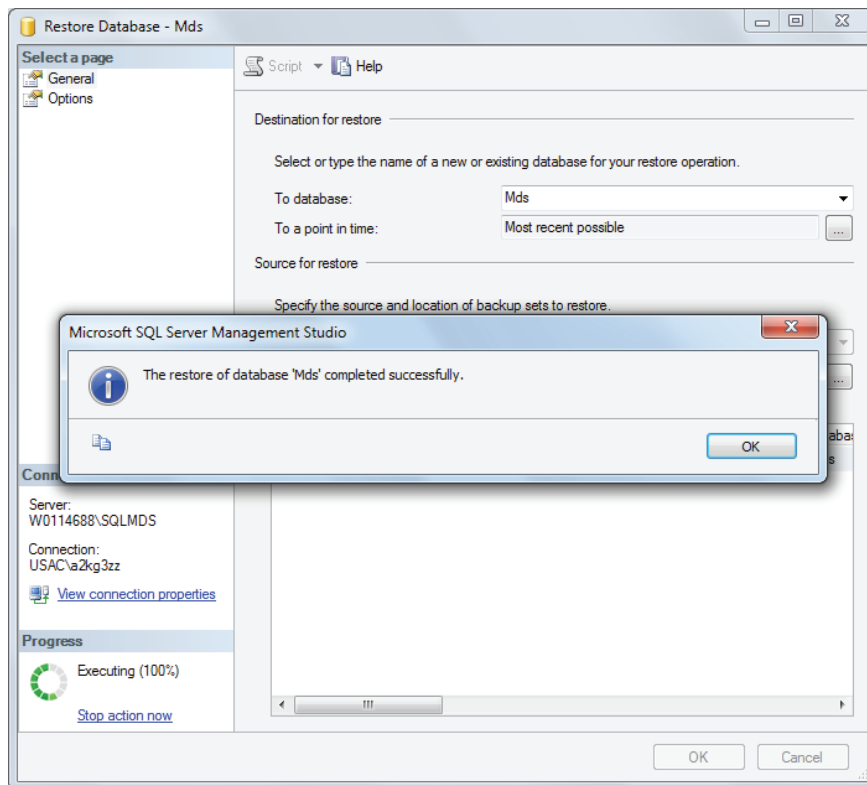 Restore Database - Mds
Select a page
General
Options
Script
Help
Destination for restore
Select or type the name of a new or existing database for your restore operation.
To database:
Mds
To a point in time:
Most recent possible
...
Source for restore
Specify the source and location of backup sets to restore.
...
Microsoft SQL Server Management Studio
The restore of database 'Mds' completed successfully.
OK
Server:
W0114688\SQLMDS
Connection:
USAC\a2kg3zz
View connection properties
Progress
Executing (100%)
Stop action now
OK
Cancel